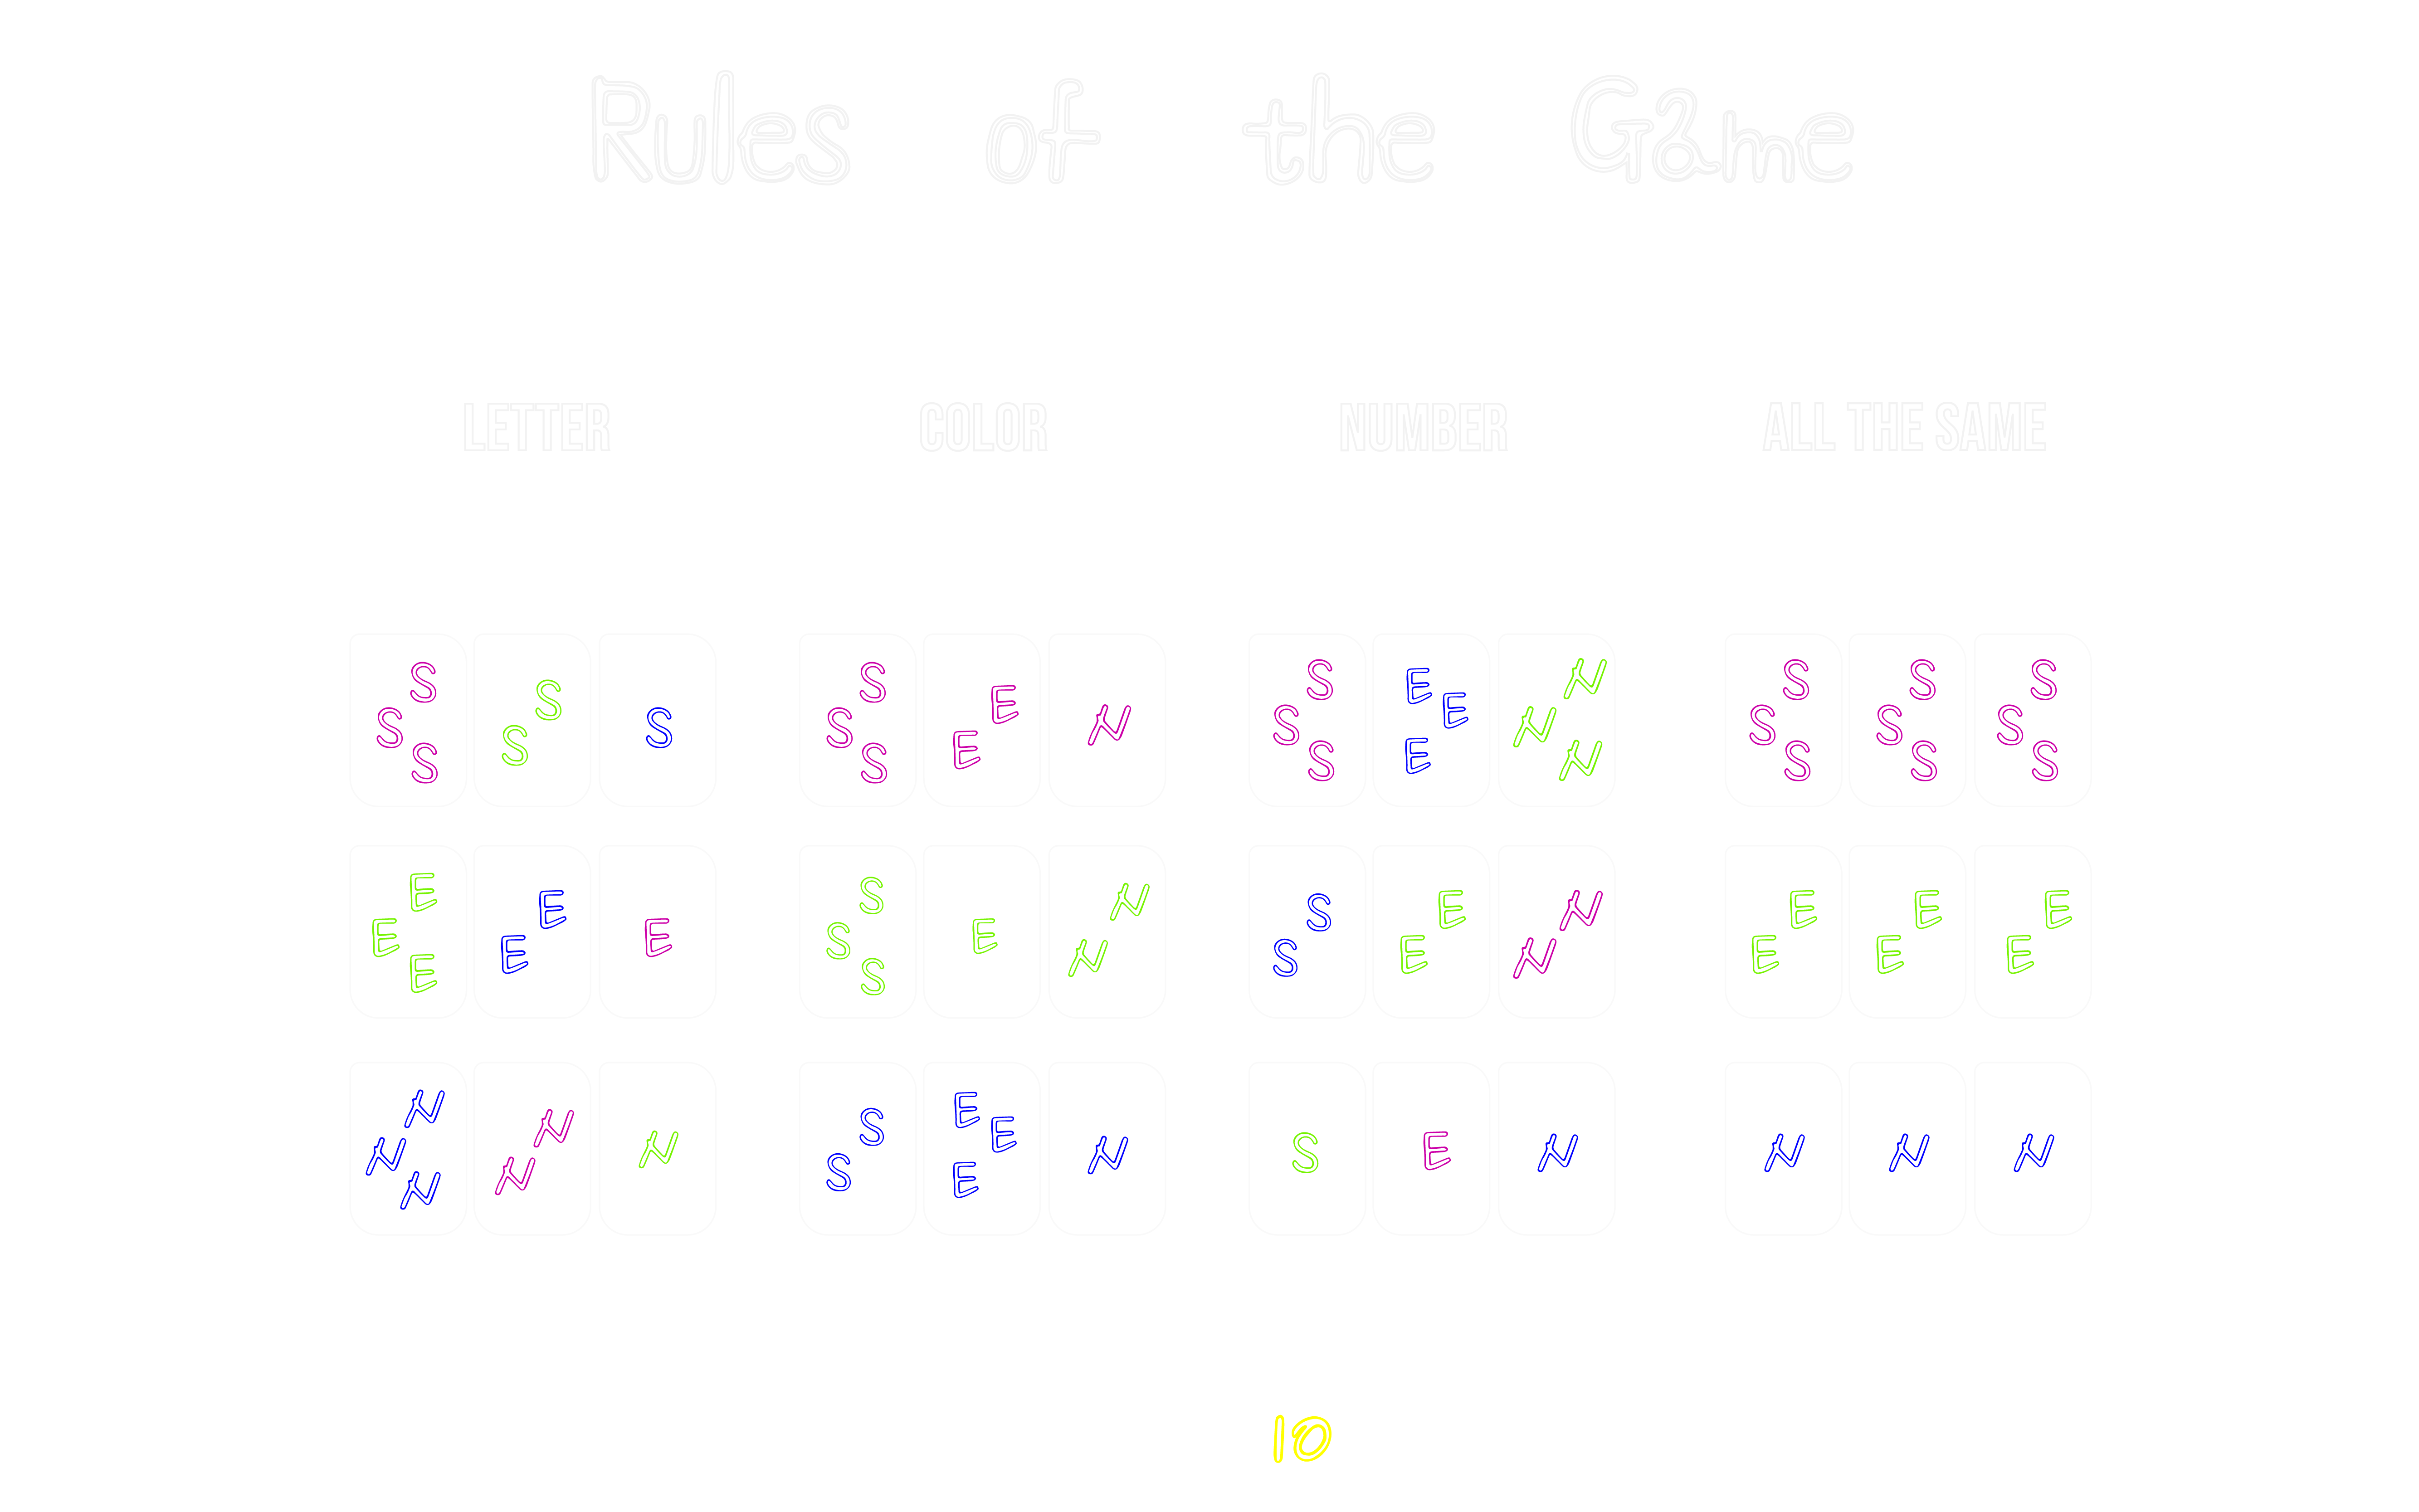 Rules of the Game
LETTER COLOR NUMBER ALL THE SAME
S S S S S S S S S E E N S S S E E E N N N S S S S S S S S S
E E E E E E S S S E N N S S E E N N E E E E E E
N N N N N N S S E E E N S E N N N N
10